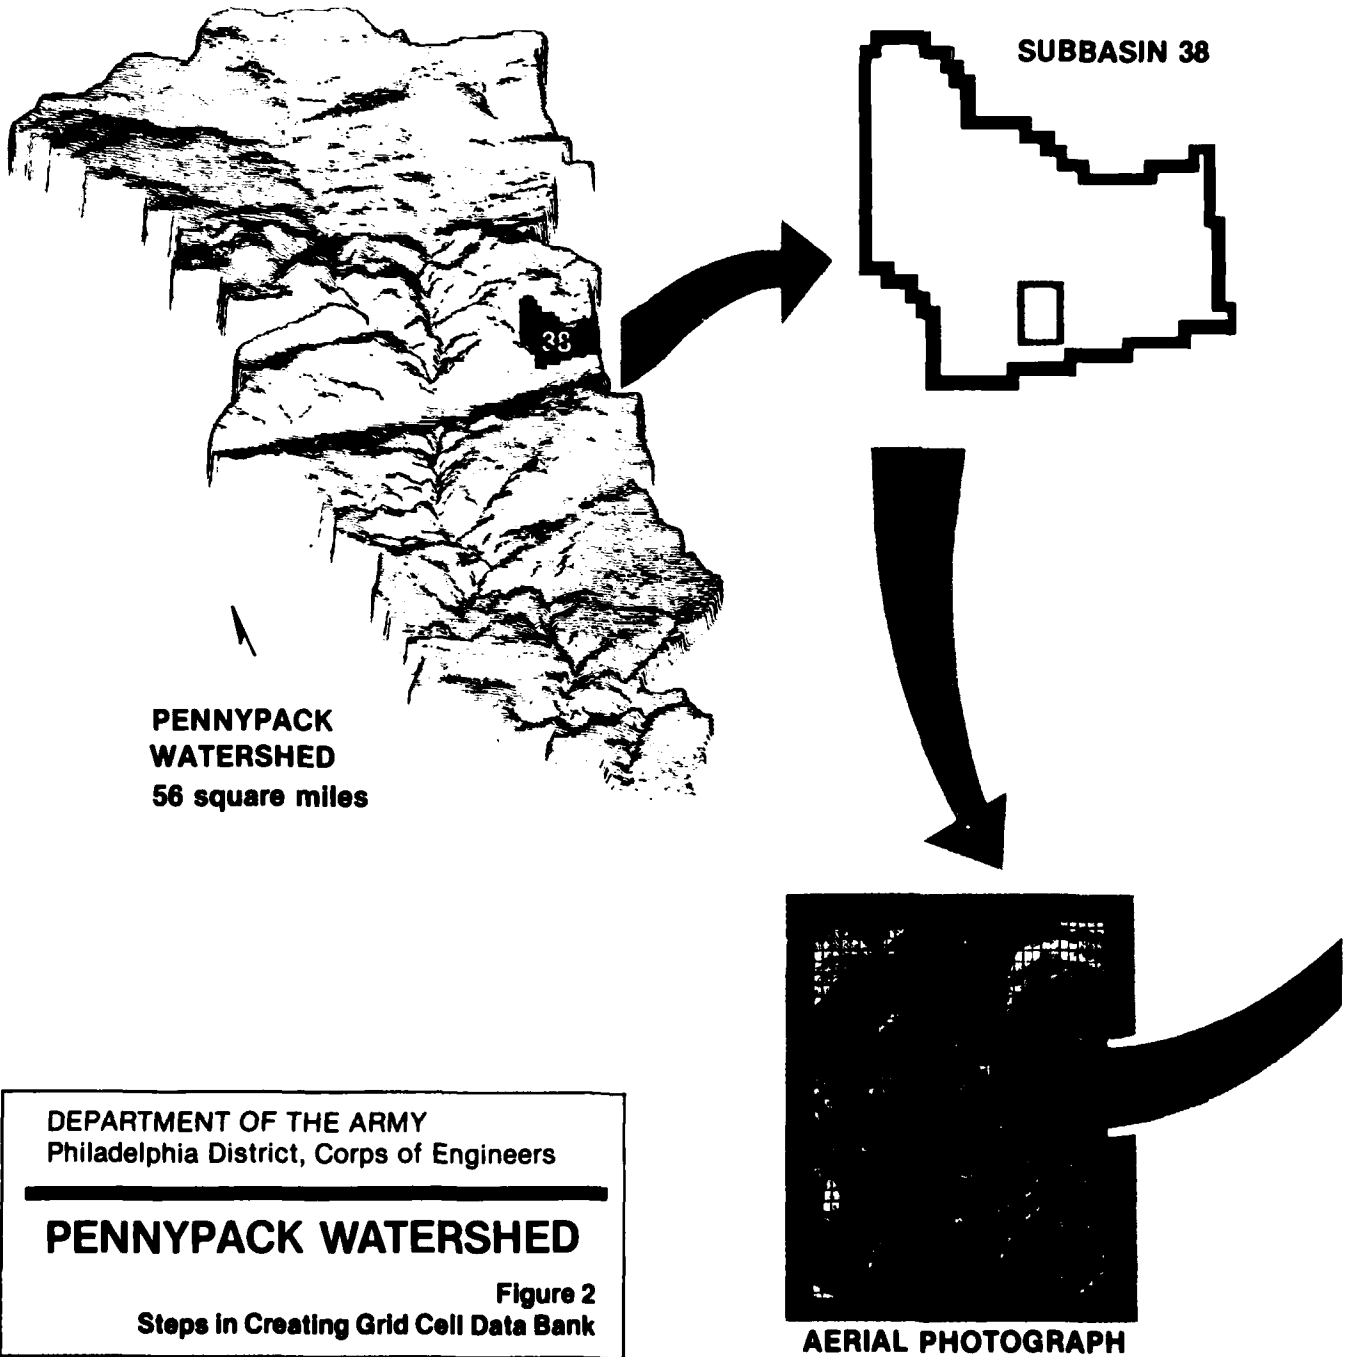 SUBBASIN 38
38
PENNYPACK
WATERSHED
56 square miles
DEPARTMENT OF THE ARMY
Philadelphia District, Corps of Engineers
PENNYPACK WATERSHED
Figure 2
Steps in Creating Grid Cell Data Bank
AERIAL PHOTOGRAPH